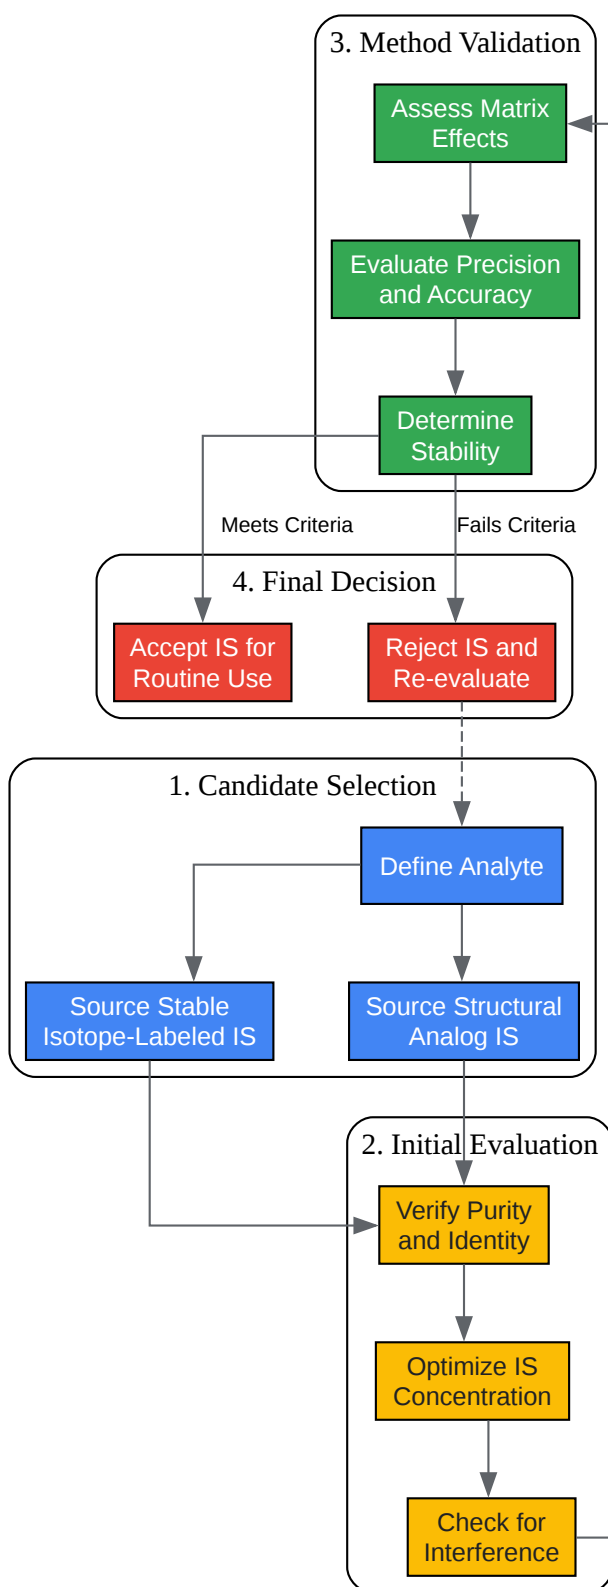 3. Method Validation
Assess Matrix
Effects
Evaluate Precision
and Accuracy
Determine
Stability
Meets Criteria
Fails Criteria
4. Final Decision
Accept IS for
Routine Use
Reject IS and
Re-evaluate
1. Candidate Selection
Define Analyte
Source Stable
Isotope-Labeled IS
Source Structural
Analog IS
2. Initial Evaluation
Verify Purity
and Identity
Optimize IS
Concentration
Check for
Interference